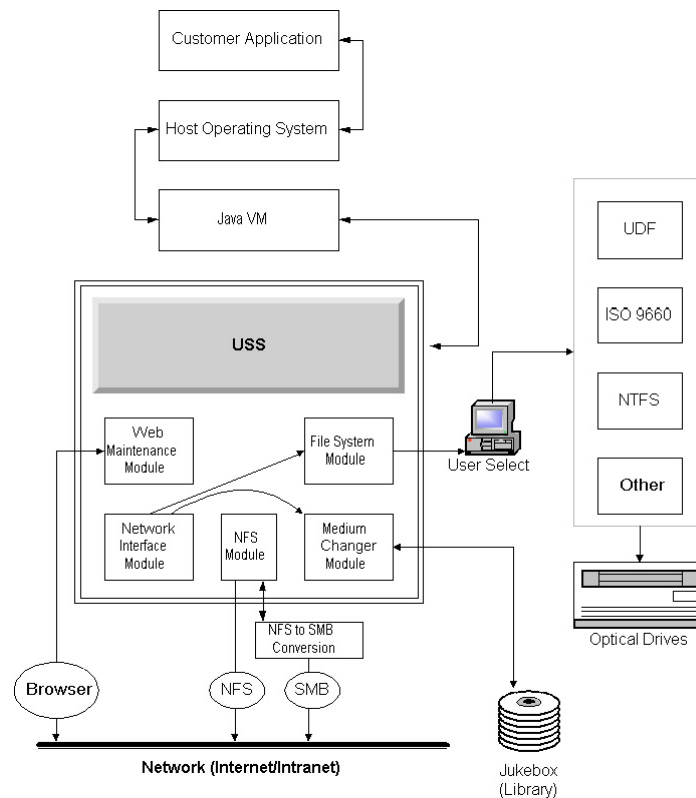 Customer Application
Host Operating System
Java VM
UDF
ISO 9660
NTFS
Other
USS
Web
Maintenance
Module
File System
Module
User Select
Network
Interface
Module
NFS
Module
Medium
Changer
Module
NFS to SMB
Conversion
Optical Drives
Browser
NFS
SMB
Network (Internet/Intranet)
Jukebox
(Library)